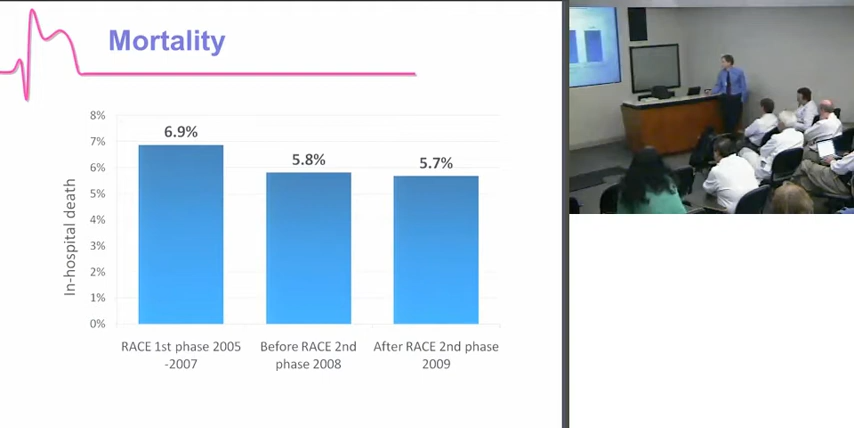 Mortality
8%
7%
6%
5%
4%
3%
2%
1%
0%
In-hospital death
6.9%
5.8%
5.7%
RACE 1st phase 2005
-2007
Before RACE 2nd
phase 2008
After RACE 2nd phase
2009